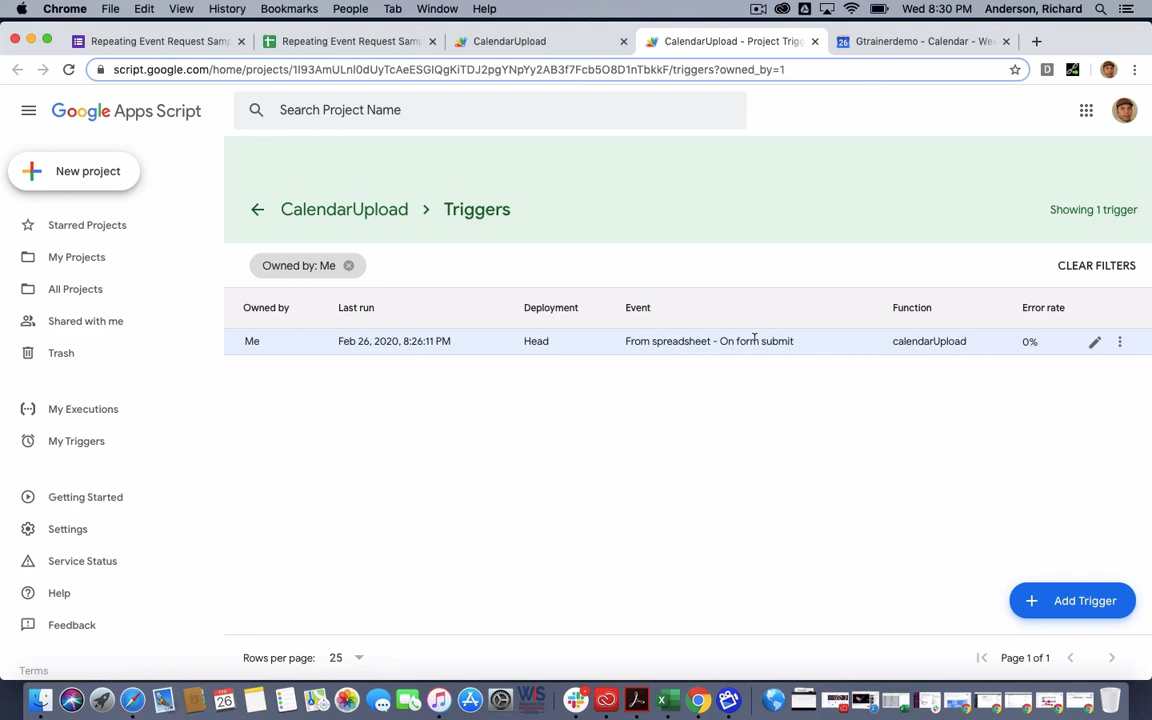 Chrome File Edit View History Bookmarks People Tab Window Help Wed 8:30 PM Anderson, Richard
Repeating Event Request Samp Repeating Event Request Samp CalendarUpload CalendarUpload - Project Trigg Gtrainerdemo - Calendar - We
script.google.com/home/projects/1I93AmULnI0dUyTcAeESGIQgKiTDJ2pgYNpYy2AB3f7Fcb5O8D1nTbkkF/triggers?owned_by=1
Google Apps Script Search Project Name
New project
CalendarUpload > Triggers Showing 1 trigger
Starred Projects
My Projects
All Projects
Shared with me
Trash
My Executions
My Triggers
Getting Started
Settings
Service Status
Help
Feedback
Terms
Owned by: Me CLEAR FILTERS
Owned by Last run Deployment Event Function Error rate
Me Feb 26, 2020, 8:26:11 PM Head From spreadsheet - On form submit calendarUpload 0%
+ Add Trigger
Rows per page: 25 Page 1 of 1
26 WS